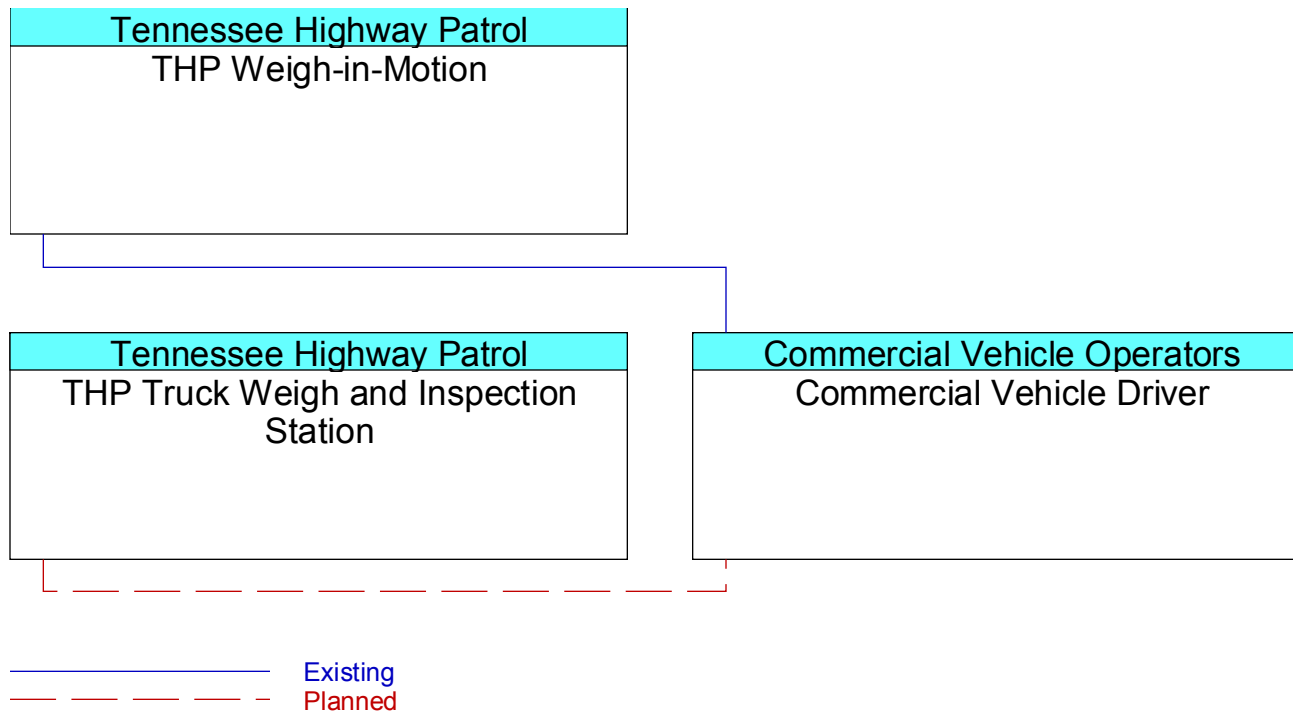 Tennessee Highway Patrol
THP Weigh-in-Motion
Tennessee Highway Patrol
THP Truck Weigh and Inspection
Station
Commercial Vehicle Operators
Commercial Vehicle Driver
Existing
Planned